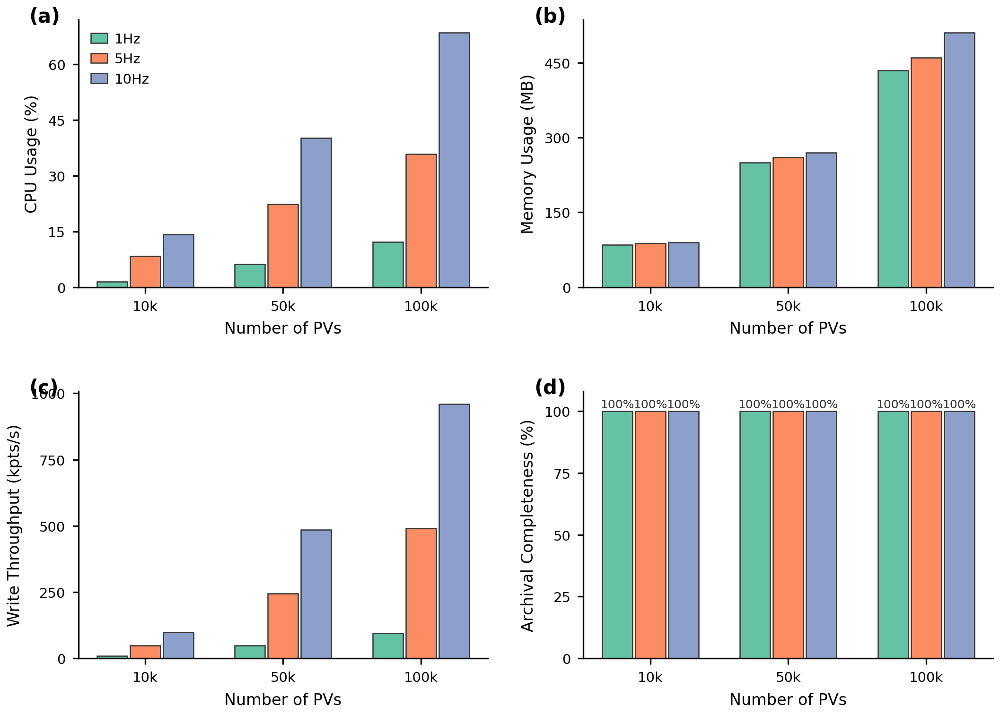 (a)
1Hz
5Hz
10Hz
60
45
30
15
0
CPU Usage (%)
10k 50k 100k
Number of PVs
(b)
450
300
150
0
Memory Usage (MB)
10k 50k 100k
Number of PVs
(c)
1000
750
500
250
0
Write Throughput (kpts/s)
10k 50k 100k
Number of PVs
(d)
100% 100% 100% 100% 100% 100% 100% 100% 100%
100
75
50
25
0
Archival Completeness (%)
10k 50k 100k
Number of PVs